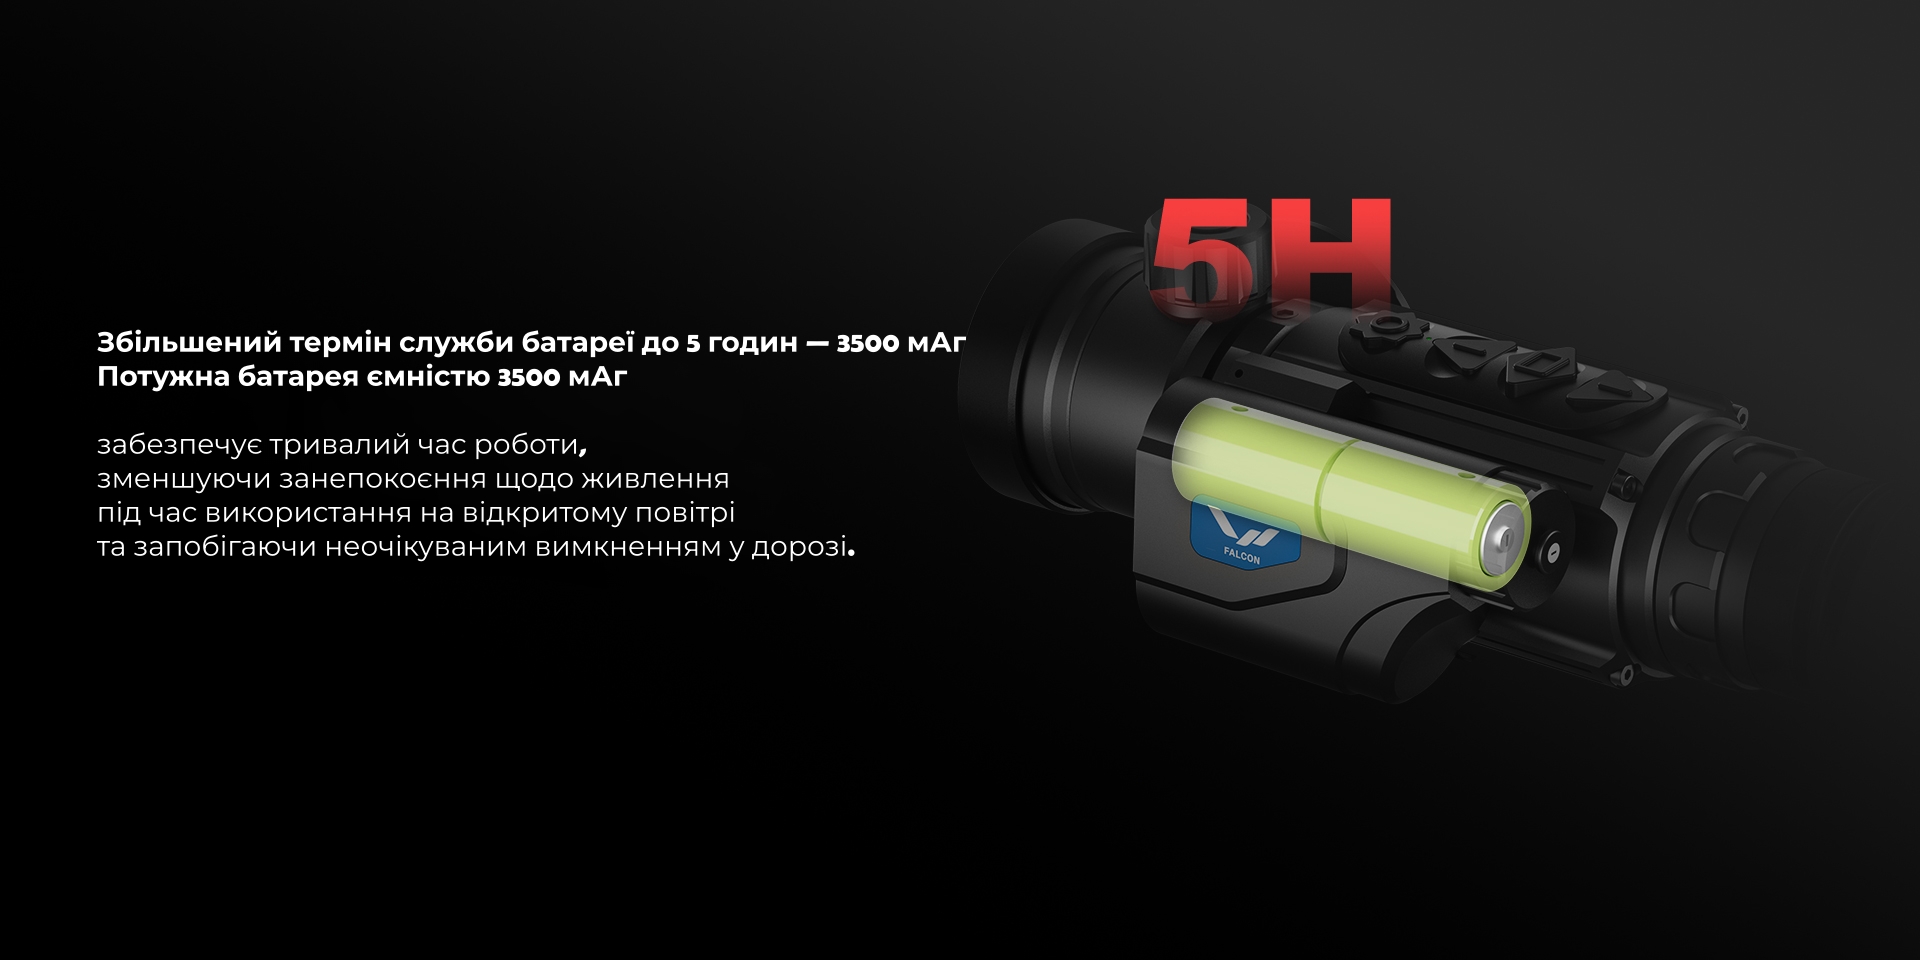 5H
Збільшений термін служби батареї до 5 годин — 3500 мАг
Потужна батарея ємністю 3500 мАг
забезпечує тривалий час роботи,
зменшуючи занепокоєння щодо живлення
під час використання на відкритому повітрі
та запобігаючи неочікуваним вимкненням у дорозі.
FALCON